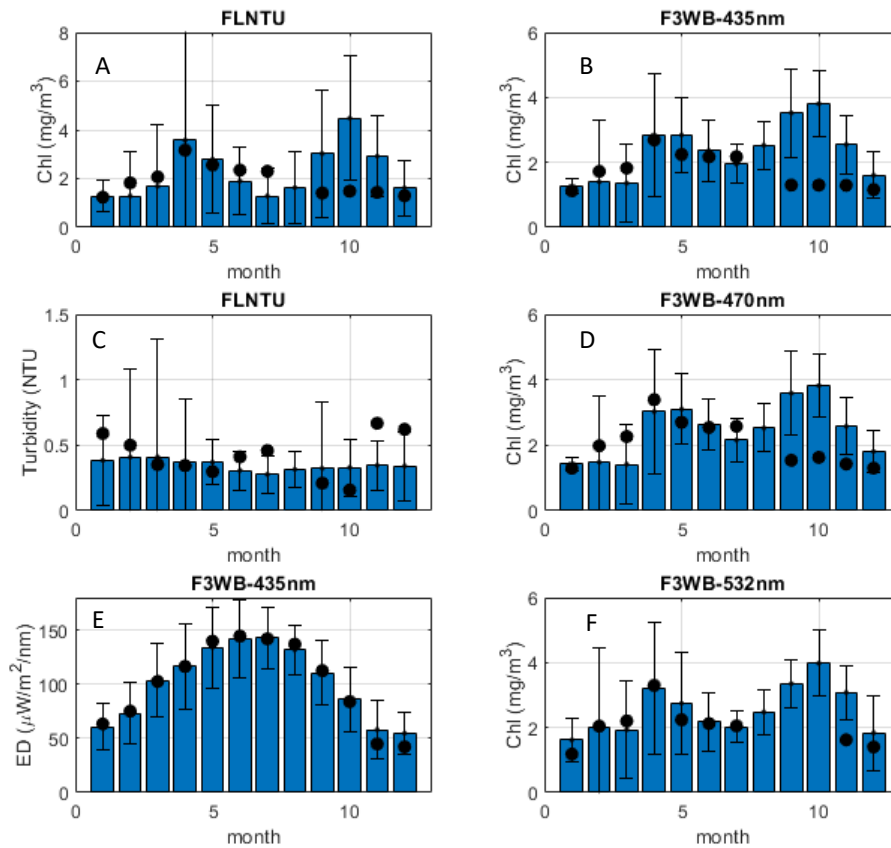 FLNTU
A
Chl (mg/m³)
8
6
4
2
0
0 5 10
month
F3WB-435nm
B
Chl (mg/m³)
6
4
2
0
0 5 10
month
FLNTU
C
Turbidity (NTU
1.5
1
0.5
0
0 5 10
month
F3WB-470nm
D
Chl (mg/m³)
6
4
2
0
0 5 10
month
F3WB-435nm
E
ED (μW/m²/nm)
150
100
50
0
0 5 10
month
F3WB-532nm
F
Chl (mg/m³)
6
4
2
0
0 5 10
month